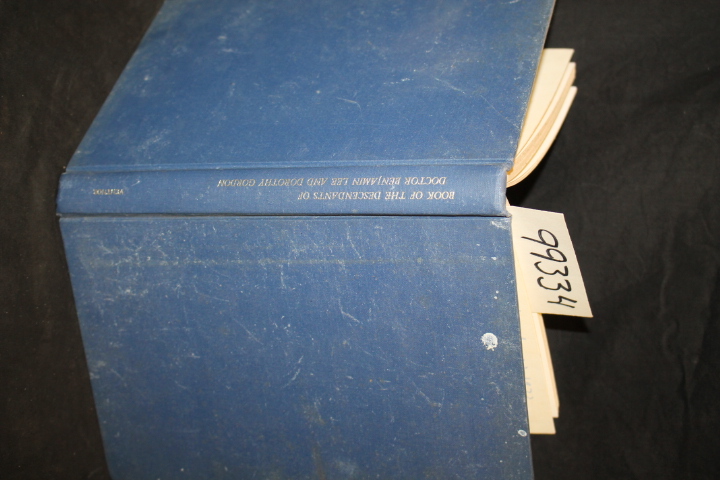 BOOK OF THE DESCENDANTS OF
DOCTOR BENJAMIN LEE AND DOROTHY GORDON
99334